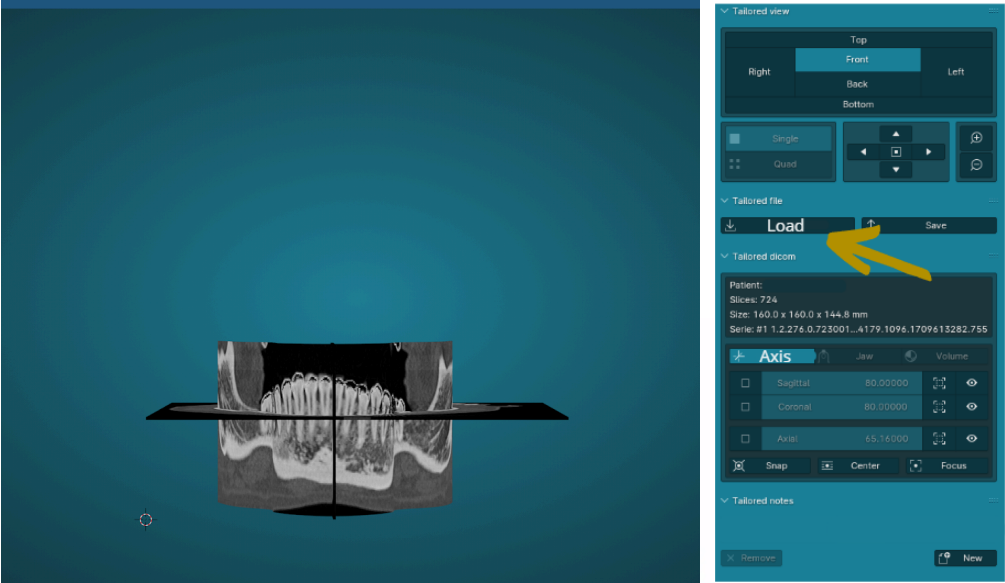 Tailored view
Top
Front
Right
Left
Back
Bottom
Single
Quad
Tailored file
Load
Save
Tailored dicom
Patient:
Slices: 724
Size: 160.0 x 160.0 x 144.8 mm
Serie: #1 1.2.276.0.723001...4179.1096.1709613282.755
Axis Jaw Volume
Sagittal 80.00000
Coronal 80.00000
Axial 65.16000
Snap Center Focus
Tailored notes
Remove New